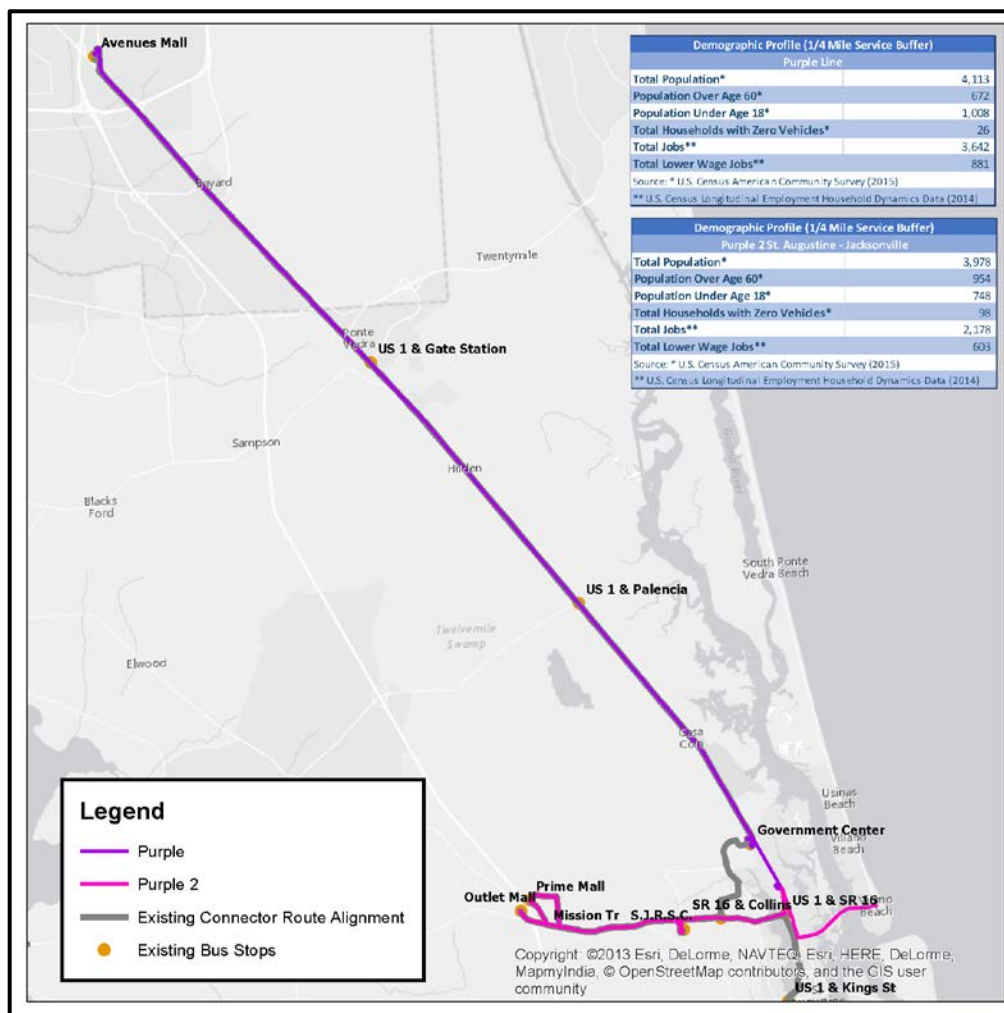 Avenues Mall
Demographic Profile (1/4 Mile Service Buffer)
Purple Line
Total Population* 4,113
Population Over Age 60* 672
Population Under Age 18* 1,008
Total Households with Zero Vehicles* 26
Total Jobs** 3,642
Total Lower Wage Jobs** 881
Source: * U.S. Census American Community Survey (2015)
** U.S. Census Longitudinal Employment Household Dynamics Data (2014)
Bayard
Demographic Profile (1/4 Mile Service Buffer)
Purple 2 St. Augustine - Jacksonville
Total Population* 3,978
Population Over Age 60* 954
Population Under Age 18* 748
Total Households with Zero Vehicles* 98
Total Jobs** 2,178
Total Lower Wage Jobs** 603
Source: * U.S. Census American Community Survey (2015)
** U.S. Census Longitudinal Employment Household Dynamics Data (2014)
Twentymile
Ponte
Vedra
US 1 & Gate Station
Sampson
Hilden
Blacks
Ford
South Ponte
Vedra Beach
US 1 & Palencia
Twelvemile
Swamp
Elwood
Casa
Cola
Usinas
Beach
Government Center
Villano
Beach
Legend
Purple
Purple 2
Existing Connector Route Alignment
Existing Bus Stops
Prime Mall
Outlet Mall
Mission Tr
S.J.R.S.C.
SR 16 & Collins
US 1 & SR 16
Beach
Copyright: ©2013 Esri, DeLorme, NAVTEQ, Esri, HERE, DeLorme,
MapmyIndia, © OpenStreetMap contributors, and the GIS user
community
US 1 & Kings St